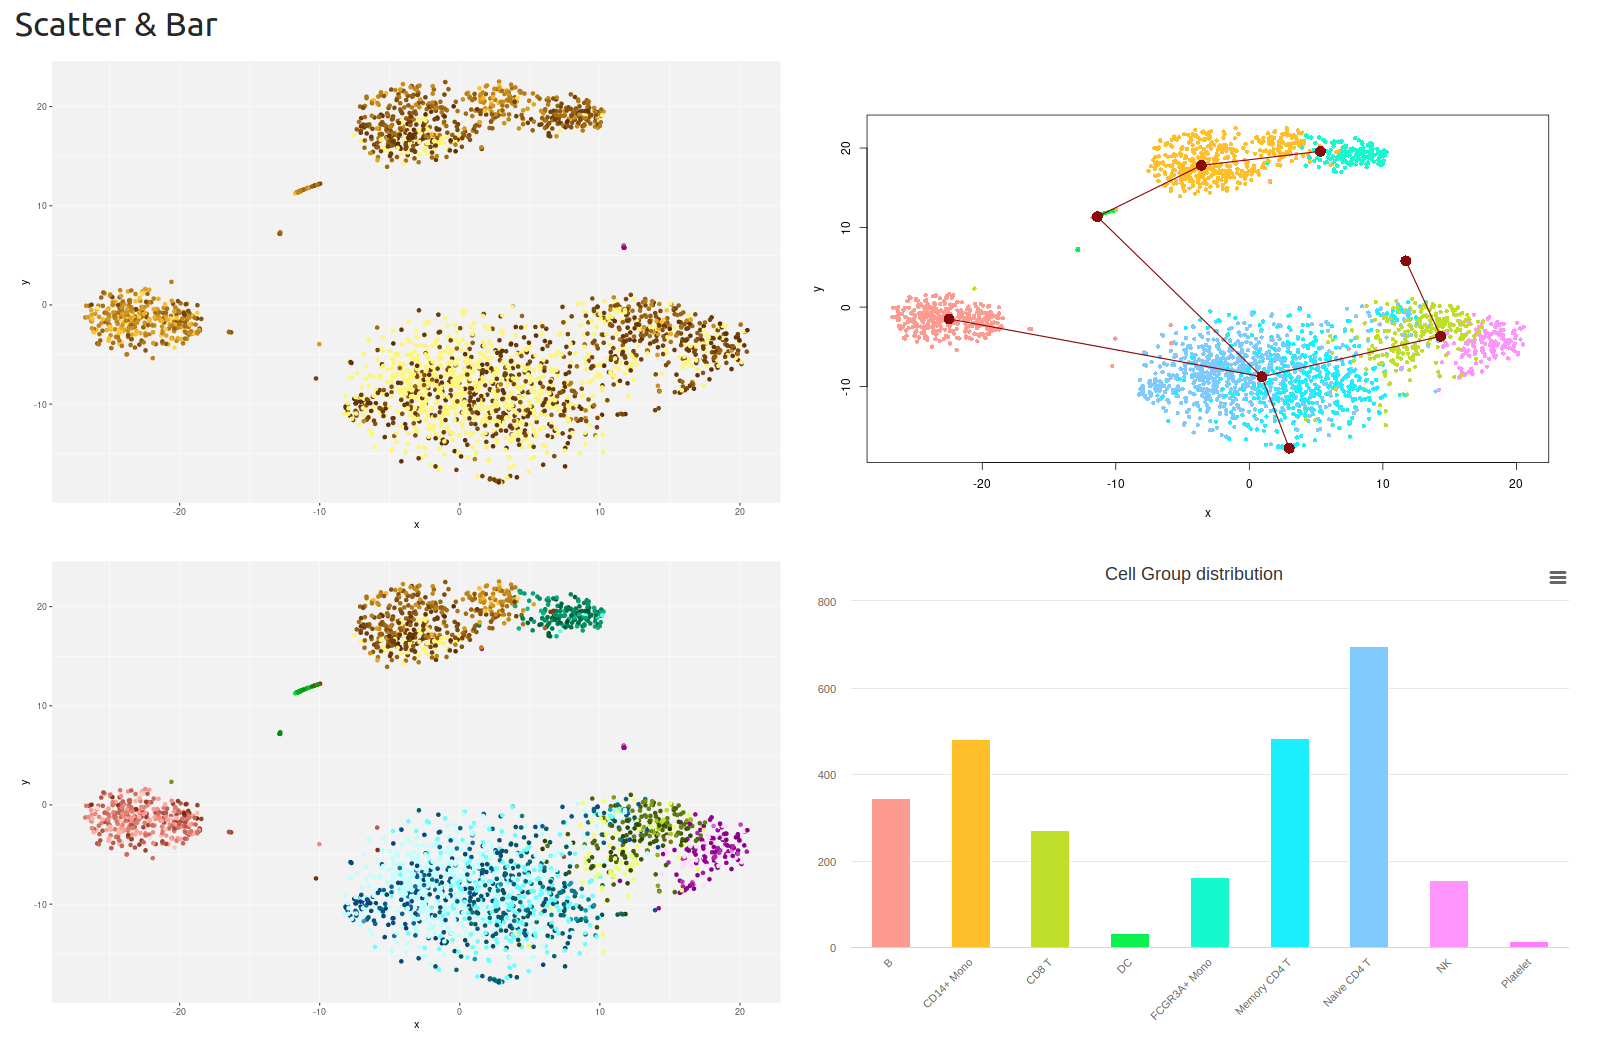 Scatter & Bar
20
10
0
-10
y
-20
-10
0
10
20
x
20
10
0
-10
y
-20
-10
0
10
20
x
20
10
0
-10
y
-20
-10
0
10
20
x
Cell Group distribution
800
600
400
200
0
B
CD14+ Mono
CD8 T
DC
FCGR3A+ Mono
Memory CD4 T
Naive CD4 T
NK
Platelet